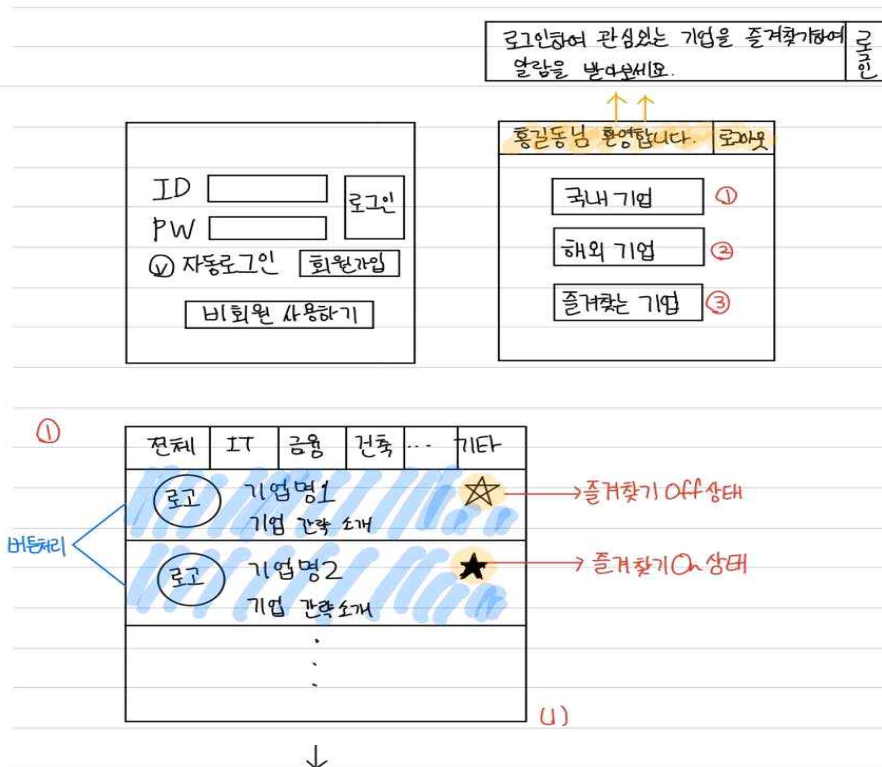 로그인하여 관심있는 기업을 즐겨찾기하여
알람을 받아보세요.
로그인
홍길동님 환영합니다. 로그아웃
ID
로그인
PW
ⓥ 자동로그인 회원가입
비회원 사용하기
국내 기업 ①
해외 기업 ②
즐겨찾는 기업 ③
①
전체 IT 금융 건축 ... 기타
로고 기업명1
기업 간략 소개
즐겨찾기 Off 상태
버튼처리
로고 기업명2
기업 간략 소개
즐겨찾기 On 상태